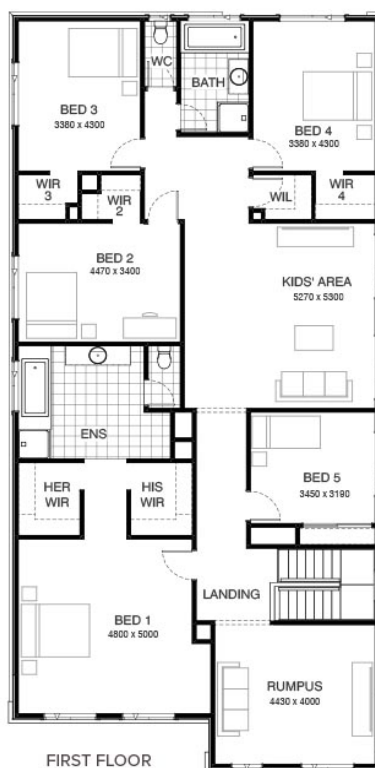 WC
BATH
BED 3
3380 x 4300
BED 4
3380 x 4300
WIR
3
WIR
2
WIL
WIR
4
BED 2
4470 x 3400
KIDS' AREA
5270 x 5300
ENS
BED 5
3450 x 3190
HER
WIR
HIS
WIR
LANDING
BED 1
4800 x 5000
RUMPUS
4430 x 4000
FIRST FLOOR